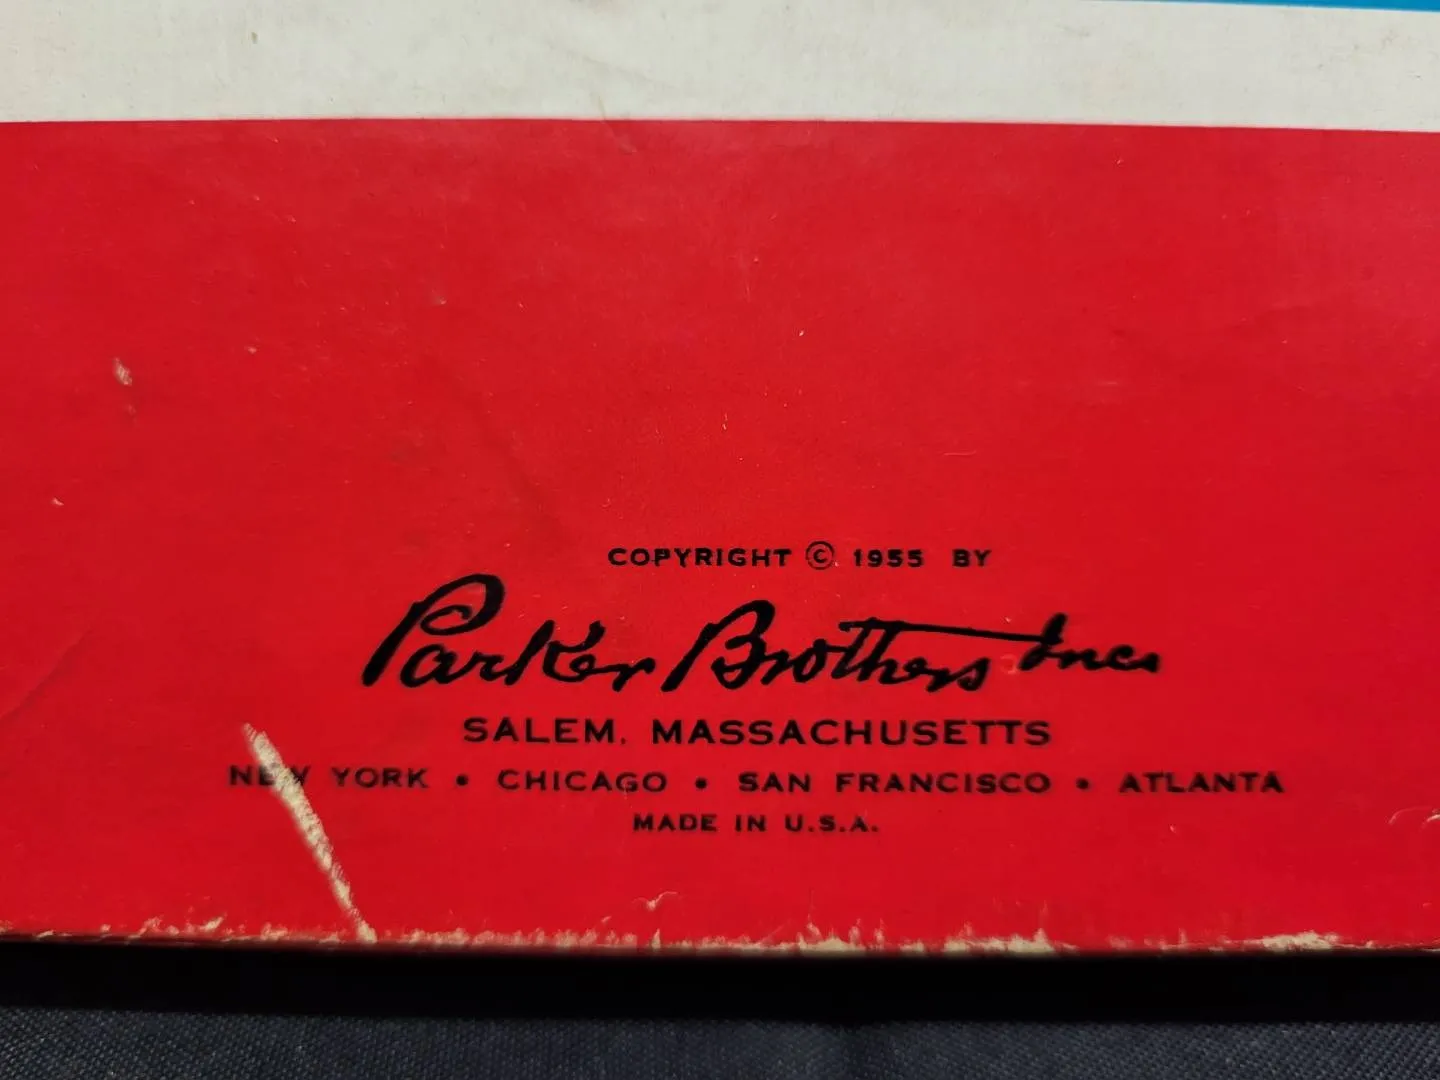 COPYRIGHT © 1955 BY
Parker Brothers Inc.
SALEM, MASSACHUSETTS
NEW YORK • CHICAGO • SAN FRANCISCO • ATLANTA
MADE IN U.S.A.